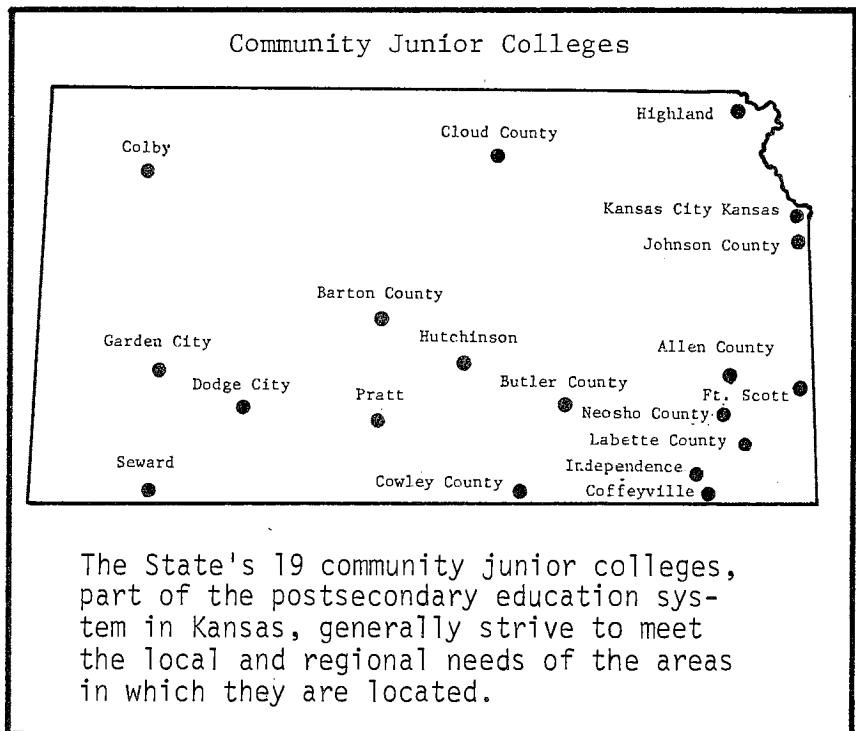 Community Junior Colleges
Highland
Cloud County
Colby
Kansas City Kansas
Johnson County
Barton County
Hutchinson
Garden City
Allen County
Dodge City
Pratt
Butler County
Ft. Scott
Neosho County
Labette County
Seward
Independence
Cowley County
Coffeyville
The State's 19 community junior colleges,
part of the postsecondary education sys-
tem in Kansas, generally strive to meet
the local and regional needs of the areas
in which they are located.